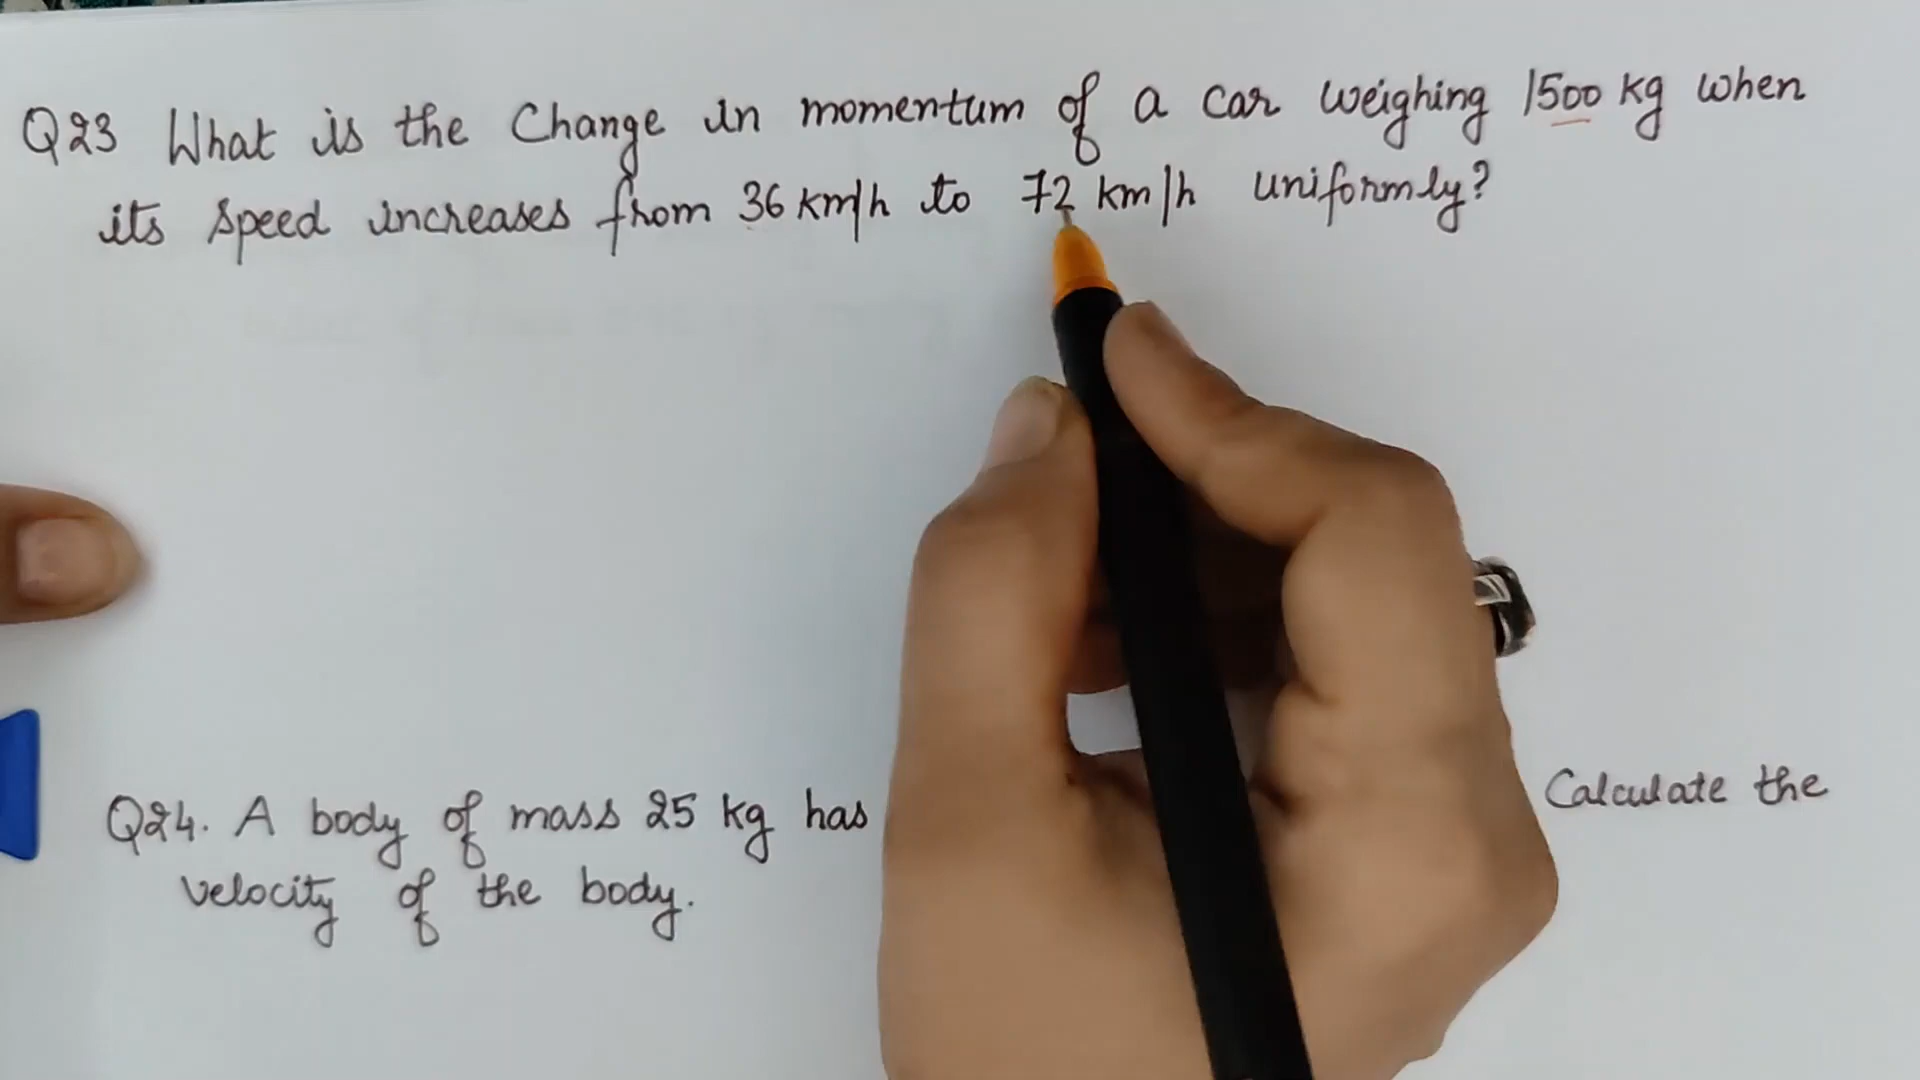 Q23 What is the Change in momentum of a car weighing 1500 kg when
its speed increases from 36 km/h to 72 km/h uniformly?
Q24. A body of mass 25 kg has Calculate the
velocity of the body.